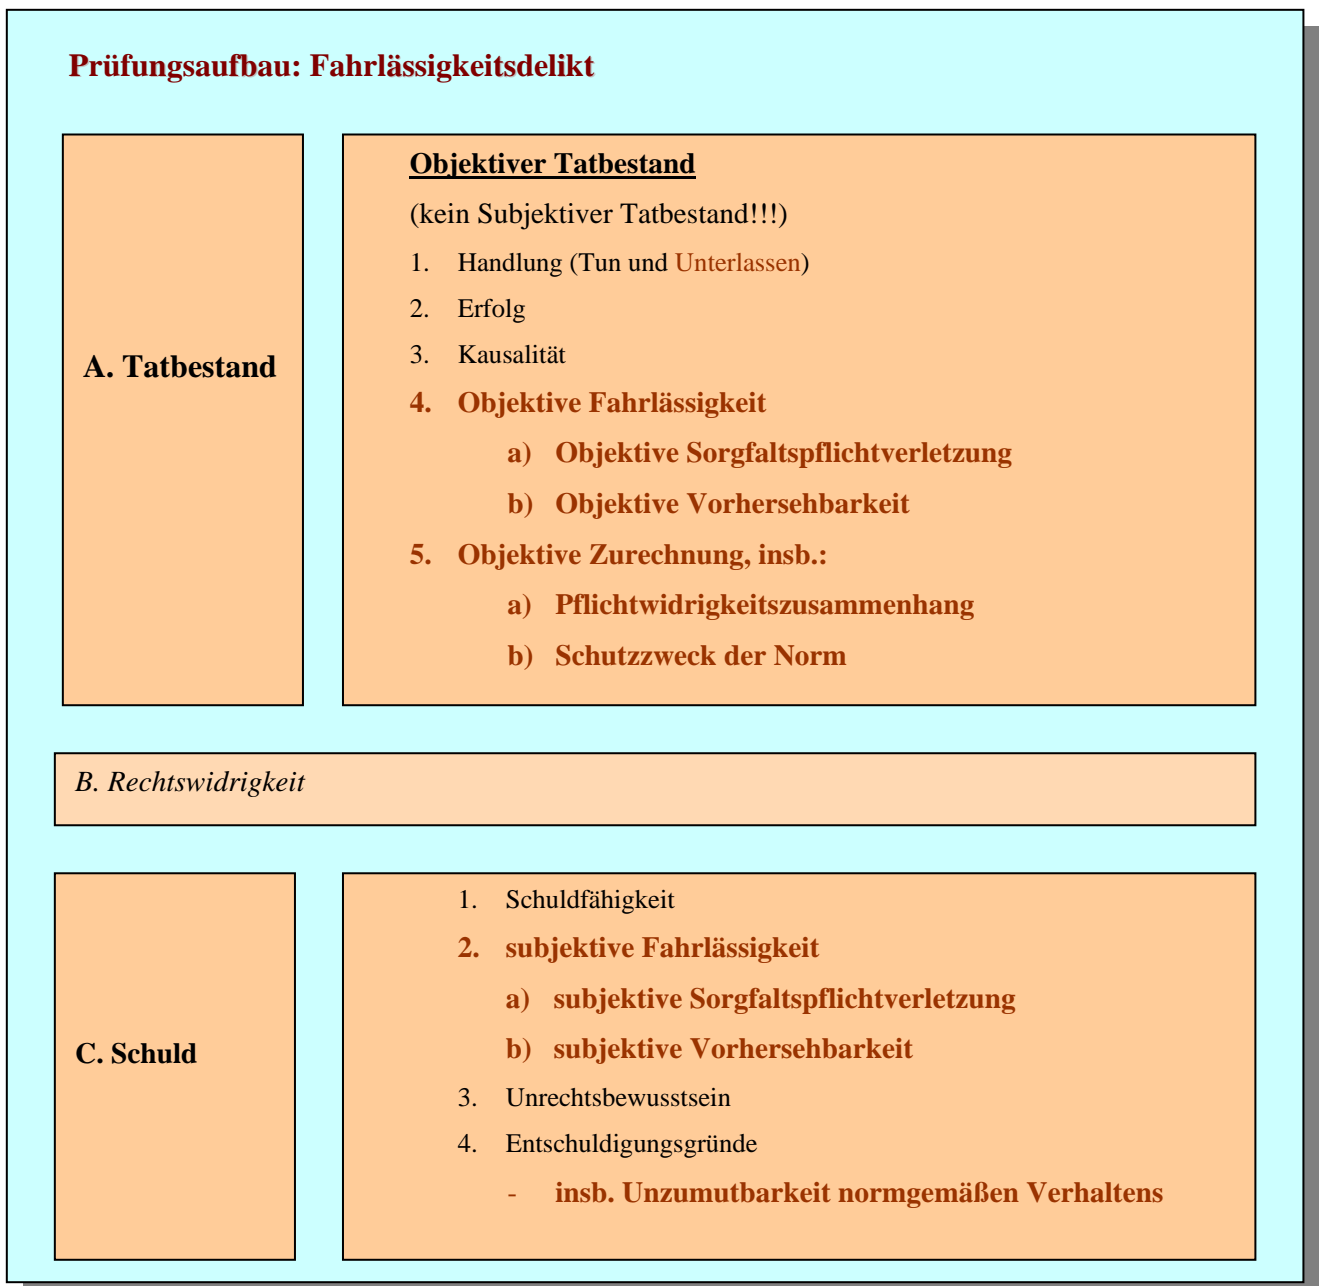 Prüfungsaufbau: Fahrlässigkeitsdelikt
A. Tatbestand
Objektiver Tatbestand
(kein Subjektiver Tatbestand!!!)
1. Handlung (Tun und Unterlassen)
2. Erfolg
3. Kausalität
4. Objektive Fahrlässigkeit
a) Objektive Sorgfaltspflichtverletzung
b) Objektive Vorhersehbarkeit
5. Objektive Zurechnung, insb.:
a) Pflichtwidrigkeitszusammenhang
b) Schutzzweck der Norm
B. Rechtswidrigkeit
C. Schuld
1. Schuldfähigkeit
2. subjektive Fahrlässigkeit
a) subjektive Sorgfaltspflichtverletzung
b) subjektive Vorhersehbarkeit
3. Unrechtsbewusstsein
4. Entschuldigungsgründe
- insb. Unzumutbarkeit normgemäßen Verhaltens